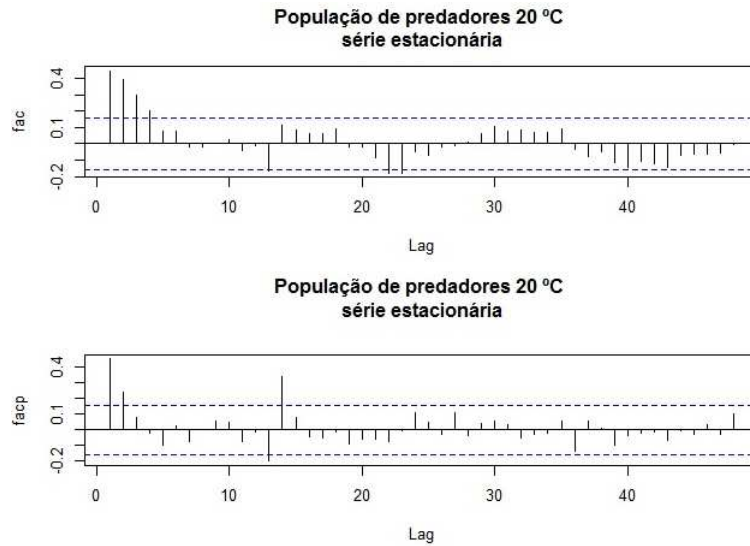 População de predadores 20 ºC
série estacionária
fac
0.4
0.1
-0.2
0 10 20 30 40
Lag
População de predadores 20 ºC
série estacionária
facp
0.4
0.1
-0.2
0 10 20 30 40
Lag